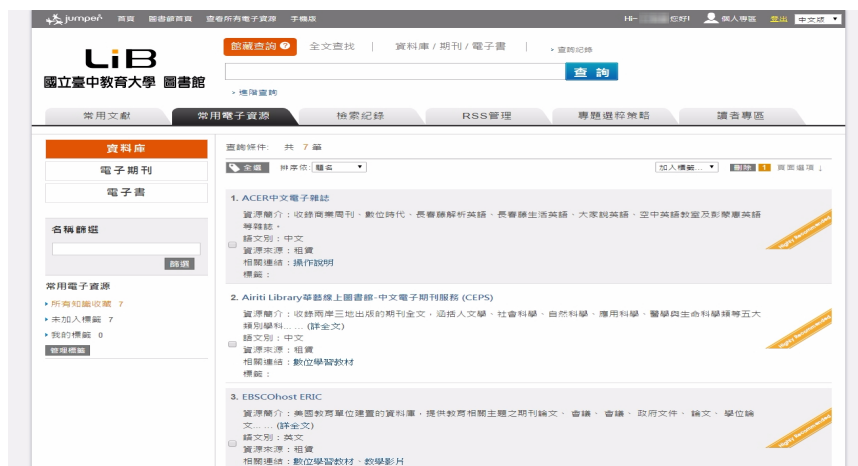 jumper 首頁 圖書館首頁 查看所有電子資源 手機版 Hi~ 您好! 個人專區 登出 中文版
LiB
國立臺中教育大學 圖書館
館藏查詢 全文查找 | 資料庫 / 期刊 / 電子書 | > 查詢紀錄
查 詢
> 進階查詢
常用文獻 常用電子資源 檢索紀錄 RSS管理 專題選粹策略 讀者專區
資料庫
電子期刊
電子書
名稱篩選
篩選
常用電子資源
所有知識收藏 7
未加入標籤 7
我的標籤 0
管理標籤
查詢條件: 共 7 筆
全選 排序依: 題名 加入標籤... 刪除 1 頁面選項 ↓
1. ACER中文電子雜誌
資源簡介：收錄商業周刊、數位時代、長春藤解析英語、長春藤生活英語、大家說英語、空中英語教室及彭蒙惠英語
等雜誌。
語文別：中文
資源來源：租賃
相關連結：操作說明
標籤：
Highly Recommended
2. Airiti Library華藝線上圖書館-中文電子期刊服務 (CEPS)
資源簡介：收錄兩岸三地出版的期刊全文，涵括人文學、社會科學、自然科學、應用科學、醫學與生命科學類等五大
類別學科... ... (詳全文)
語文別：中文
資源來源：租賃
相關連結：數位學習教材
標籤：
Highly Recommended
3. EBSCOhost ERIC
資源簡介：美國教育單位建置的資料庫，提供教育相關主題之期刊論文、 會議、 會議、 政府文件、 論文、 學位論
文... ... (詳全文)
語文別：英文
資源來源：租賃
相關連結：數位學習教材、教學影片
Highly Recommended